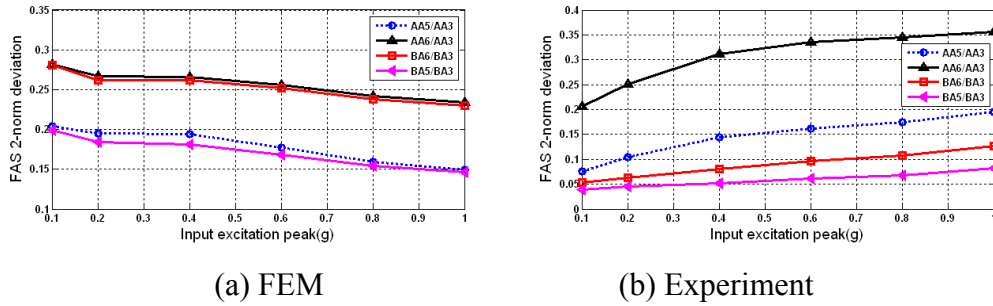 0.35
0.3
0.25
0.2
0.15
0.1
FAS 2-norm deviation
AA5/AA3
AA6/AA3
BA6/BA3
BA5/BA3
0.1 0.2 0.3 0.4 0.5 0.6 0.7 0.8 0.9 1
Input excitation peak(g)
(a) FEM
0.4
0.35
0.3
0.25
0.2
0.15
0.1
0.05
0
FAS 2-norm deviation
AA5/AA3
AA6/AA3
BA6/BA3
BA5/BA3
0.1 0.2 0.3 0.4 0.5 0.6 0.7 0.8 0.9 1
Input excitation peak(g)
(b) Experiment